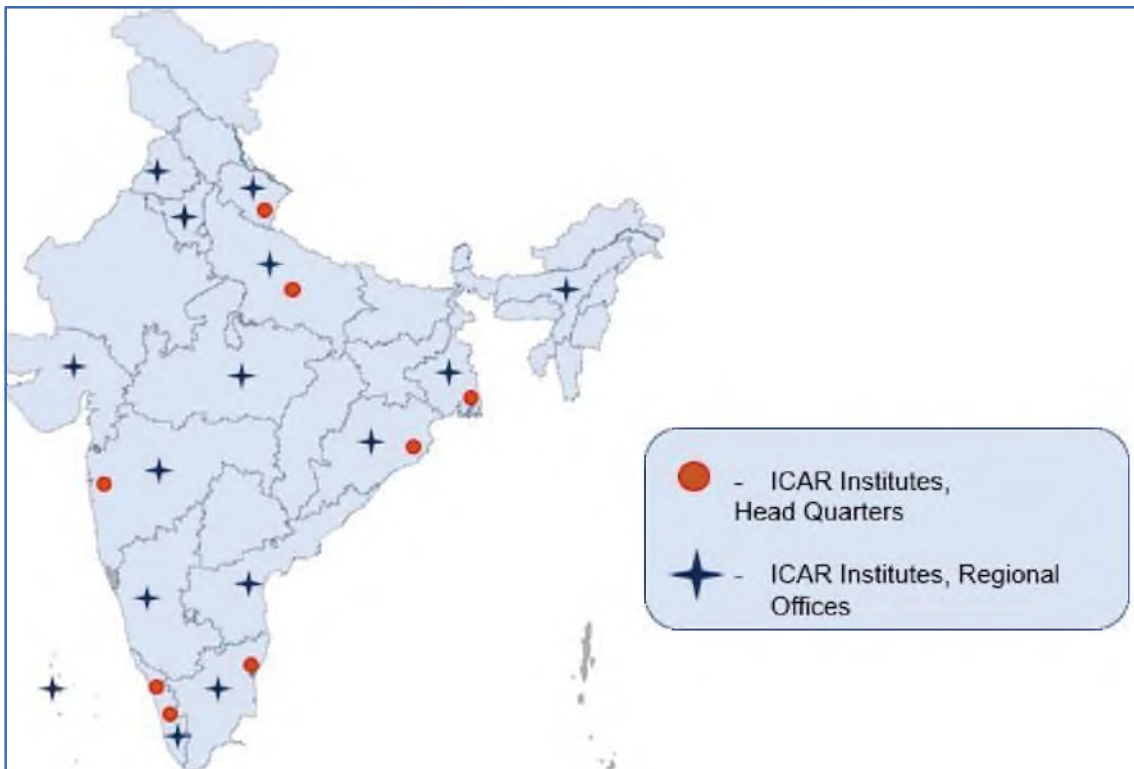 - ICAR Institutes,
Head Quarters
- ICAR Institutes, Regional
Offices